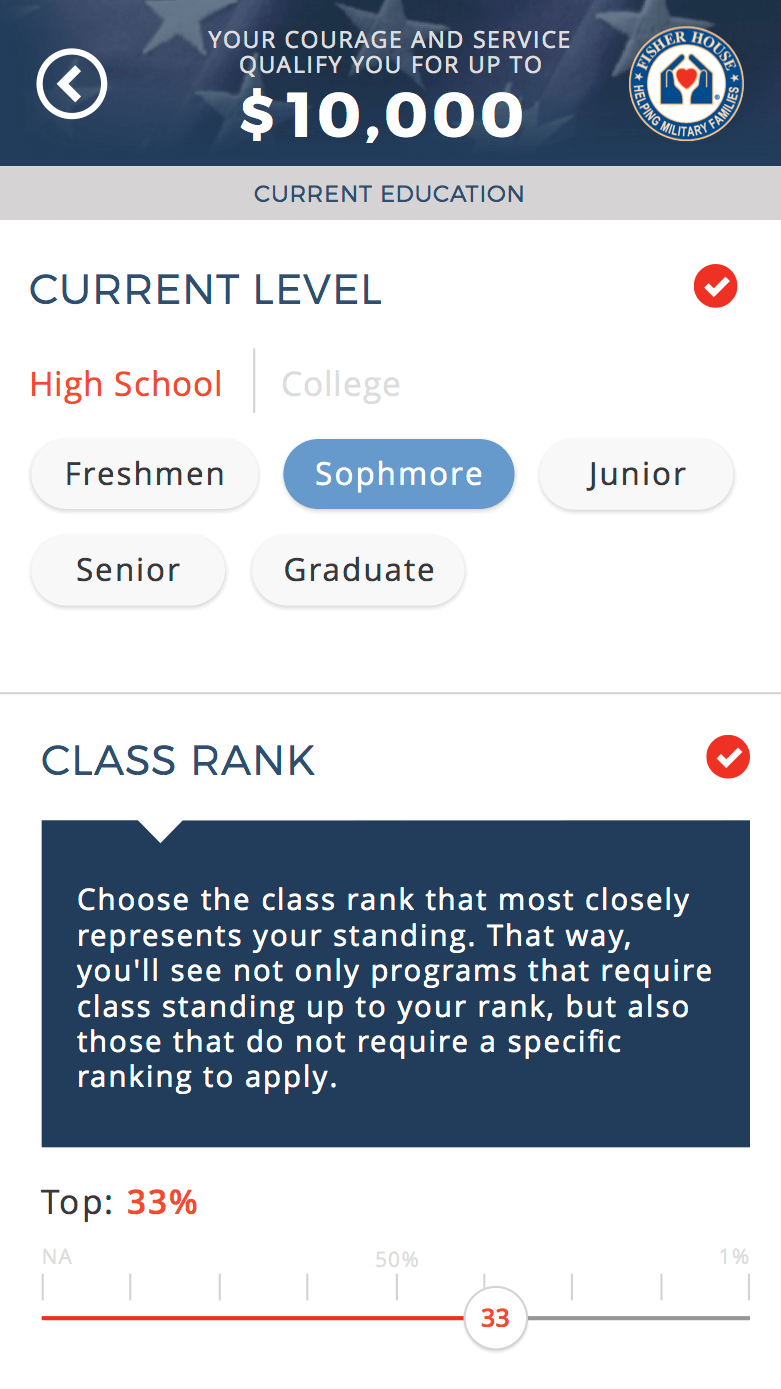 YOUR COURAGE AND SERVICE
QUALIFY YOU FOR UP TO
$10,000
FISHER HOUSE
HELPING MILITARY FAMILIES
®
CURRENT EDUCATION
CURRENT LEVEL
High School
College
Freshmen
Sophmore
Junior
Senior
Graduate
CLASS RANK
Choose the class rank that most closely
represents your standing. That way,
you'll see not only programs that require
class standing up to your rank, but also
those that do not require a specific
ranking to apply.
Top: 33%
NA 50% 1%
33